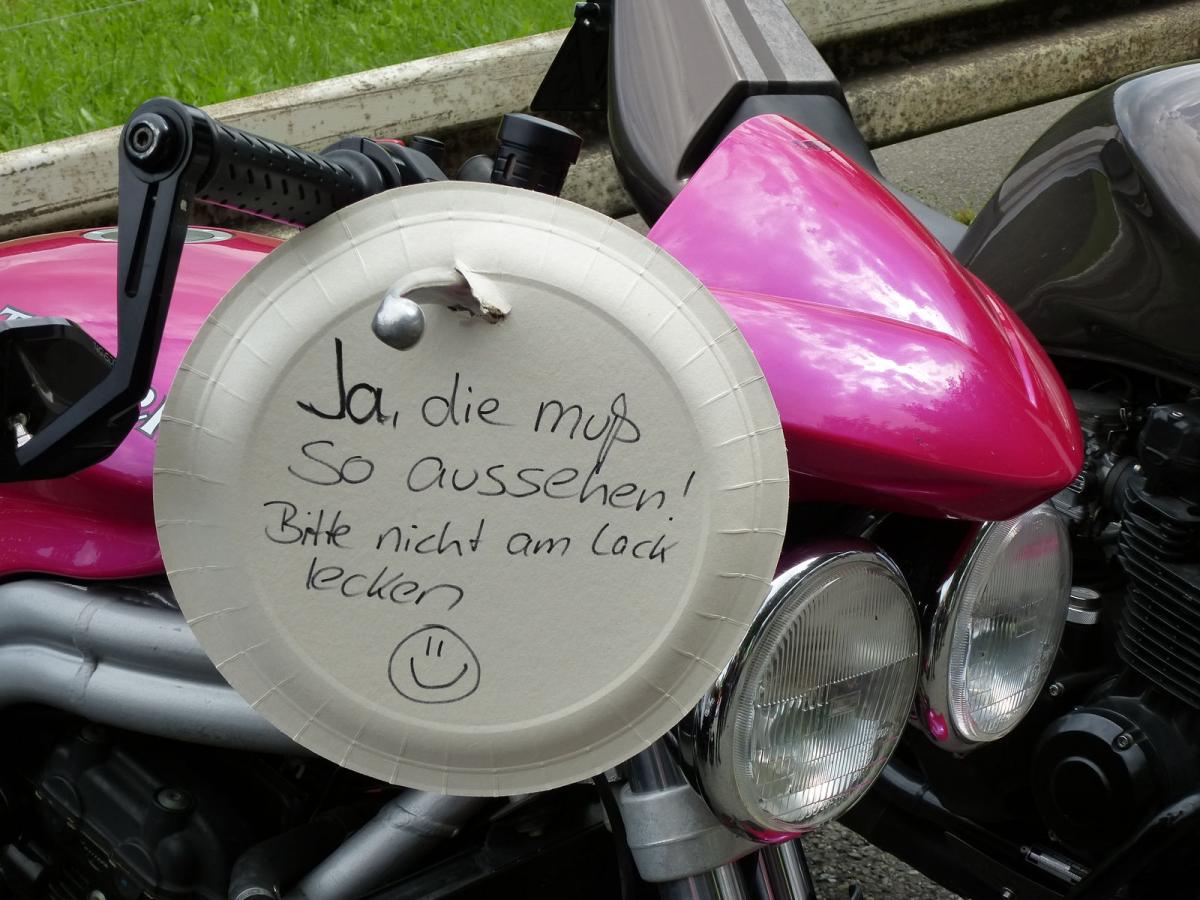 Ja, die muß
so aussehen!
Bitte nicht am Lack
lecken